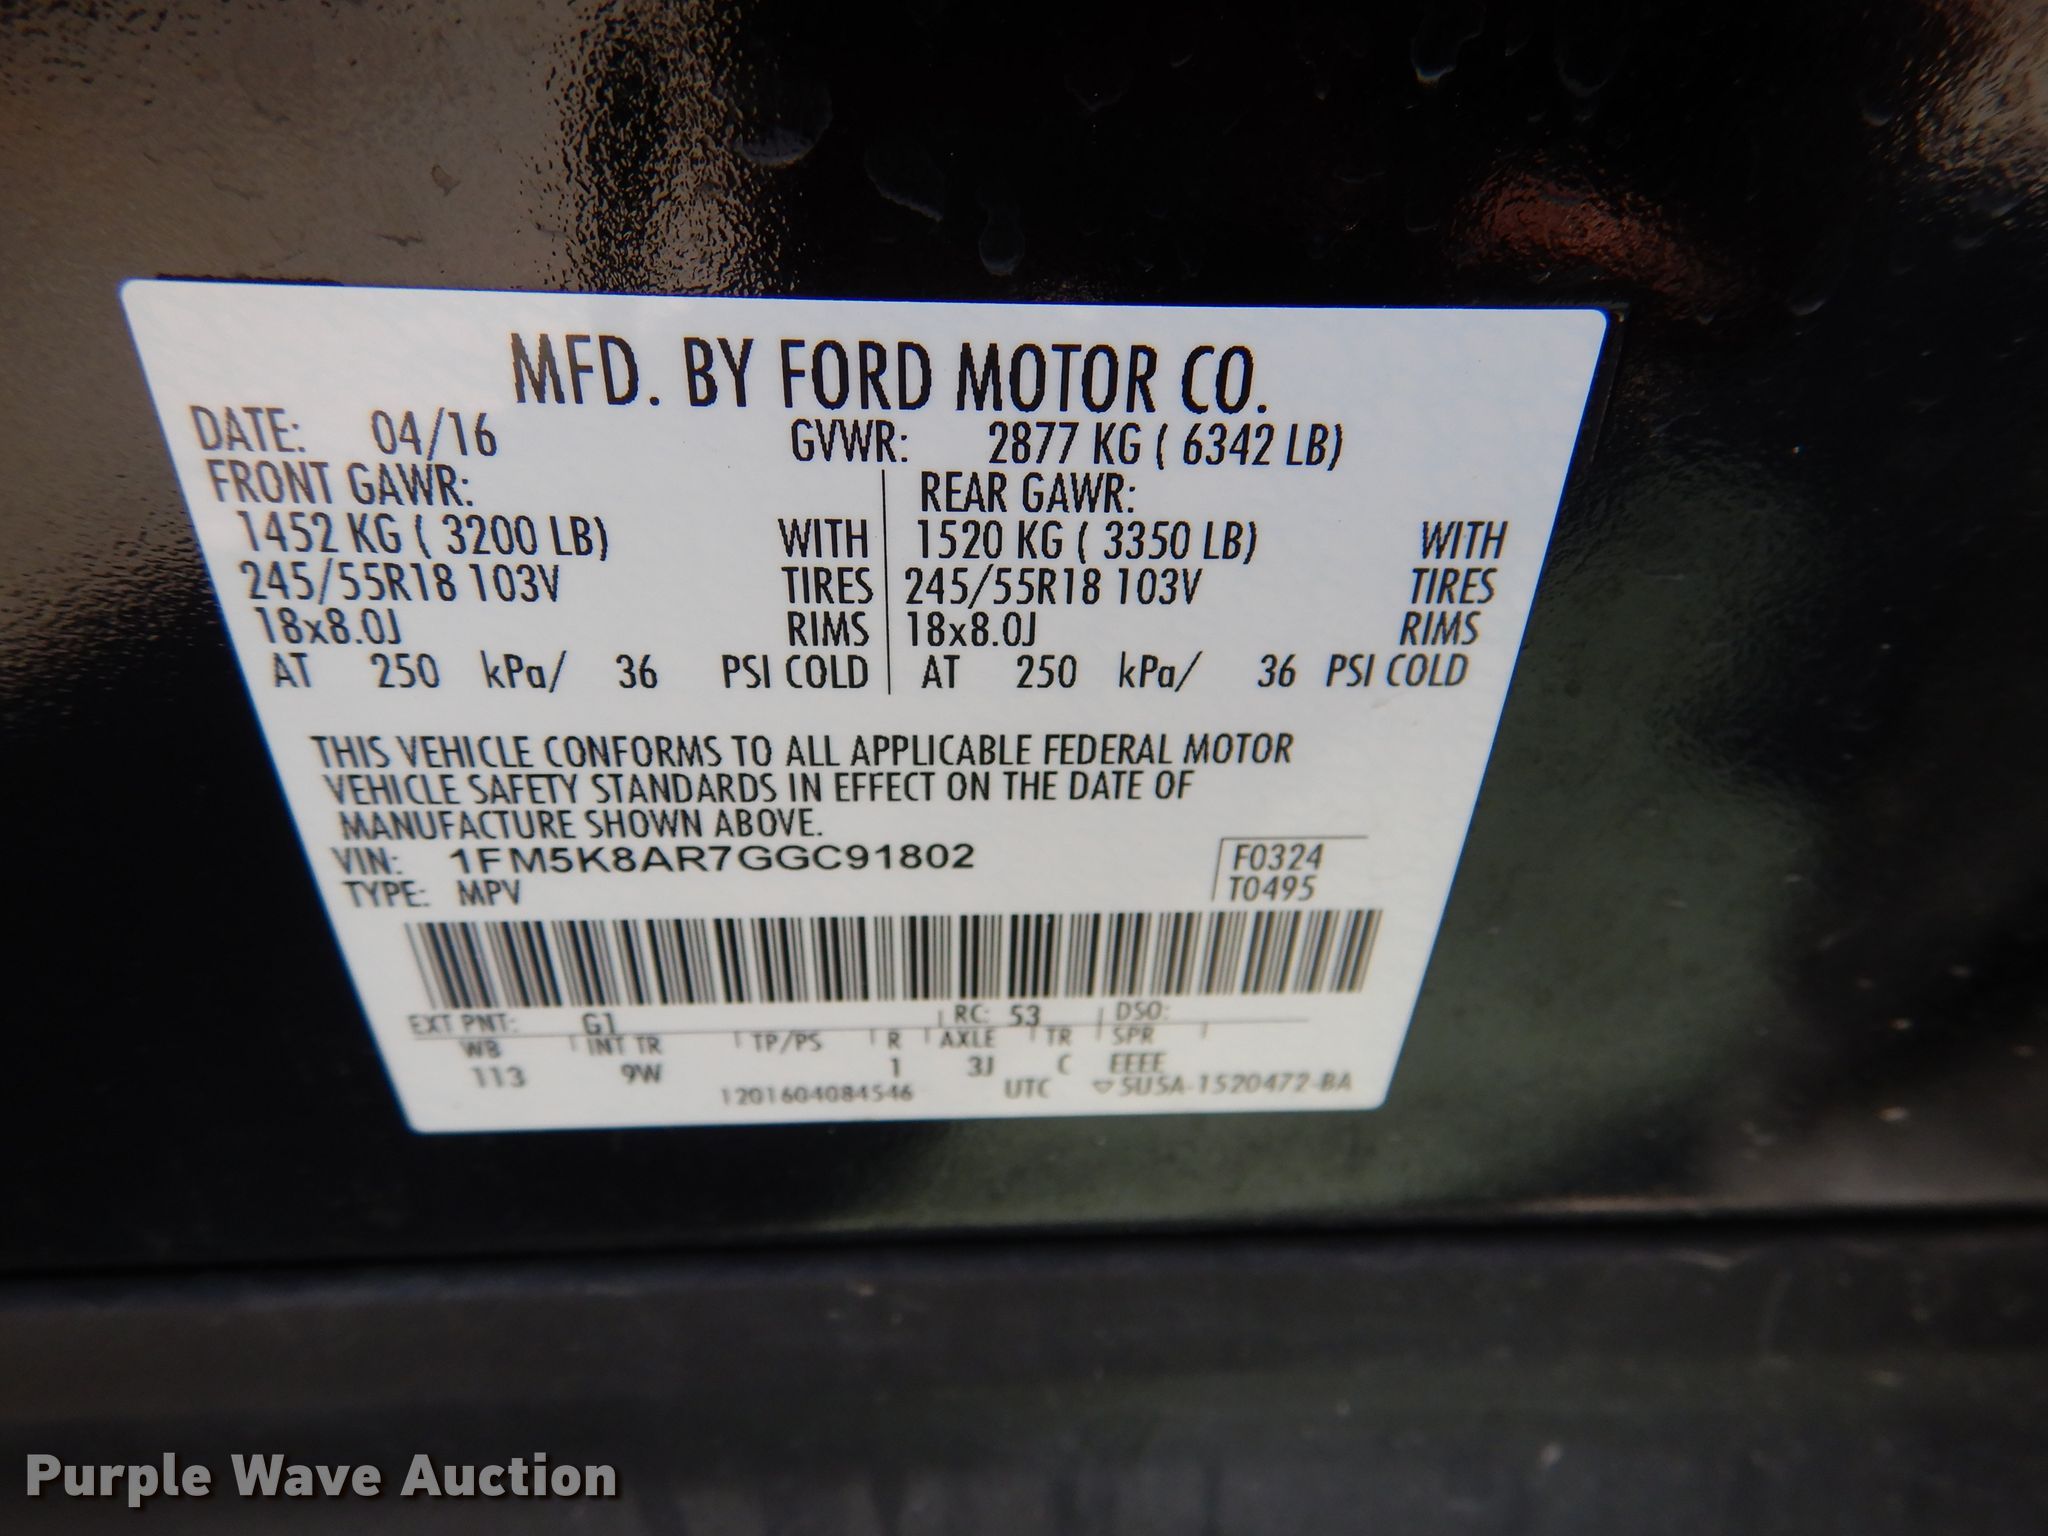 MFD. BY FORD MOTOR CO.
DATE: 04/16 GVWR: 2877 KG ( 6342 LB)
FRONT GAWR: REAR GAWR:
1452 KG ( 3200 LB) WITH 1520 KG ( 3350 LB) WITH
245/55R18 103V TIRES 245/55R18 103V TIRES
18x8.0J RIMS 18x8.0J RIMS
AT 250 kPa/ 36 PSI COLD AT 250 kPa/ 36 PSI COLD
THIS VEHICLE CONFORMS TO ALL APPLICABLE FEDERAL MOTOR
VEHICLE SAFETY STANDARDS IN EFFECT ON THE DATE OF
MANUFACTURE SHOWN ABOVE.
VIN: 1FM5K8AR7GGC91802 F0324
TYPE: MPV T0495
EXT PNT: G1 RC: 53 DSO:
WB INT TR TP/PS R AXLE TR SPR
113 9W 1 3J C EEEE
1201604084546 UTC 5U5A-1520472-BA
Purple Wave Auction